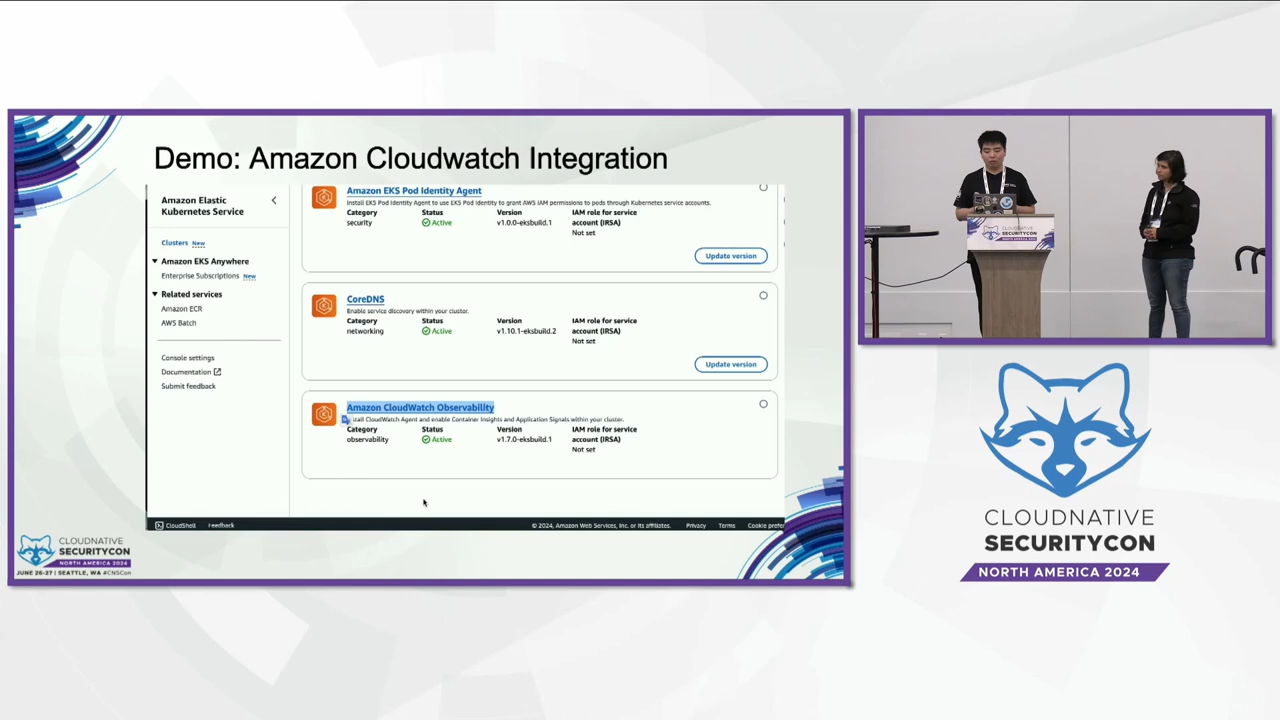 Demo: Amazon Cloudwatch Integration
Amazon Elastic
Kubernetes Service
Clusters New
Amazon EKS Anywhere
Enterprise Subscriptions New
Related services
Amazon ECR
AWS Batch
Console settings
Documentation
Submit feedback
Amazon EKS Pod Identity Agent
Install EKS Pod Identity Agent to use EKS Pod Identity to grant AWS IAM permissions to pods through Kubernetes service accounts.
Category
security
Status
Active
Version
v1.0.0-eksbuild.1
IAM role for service
account (IRSA)
Not set
Update version
CoreDNS
Enable service discovery within your cluster.
Category
networking
Status
Active
Version
v1.10.1-eksbuild.2
IAM role for service
account (IRSA)
Not set
Update version
Amazon CloudWatch Observability
tall CloudWatch Agent and enable Container Insights and Application Signals within your cluster.
Category
observability
Status
Active
Version
v1.7.0-eksbuild.1
IAM role for service
account (IRSA)
Not set
CloudShell Feedback © 2024, Amazon Web Services, Inc. or its affiliates. Privacy Terms Cookie prefer
CLOUDNATIVE
SECURITYCON
NORTH AMERICA 2024
JUNE 26-27 | SEATTLE, WA #CNSCon
CLOUDNATIVE
SECURITYCON
NORTH AMERICA 2024
CLOUDNATIVE
SECURITYCON
NORTH AMERICA 2024